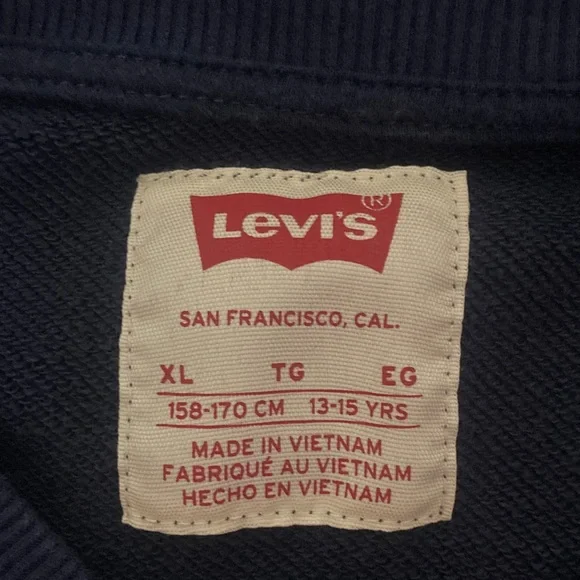 LEVI'S®
SAN FRANCISCO, CAL.
XL TG EG
158-170 CM 13-15 YRS
MADE IN VIETNAM
FABRIQUÉ AU VIETNAM
HECHO EN VIETNAM